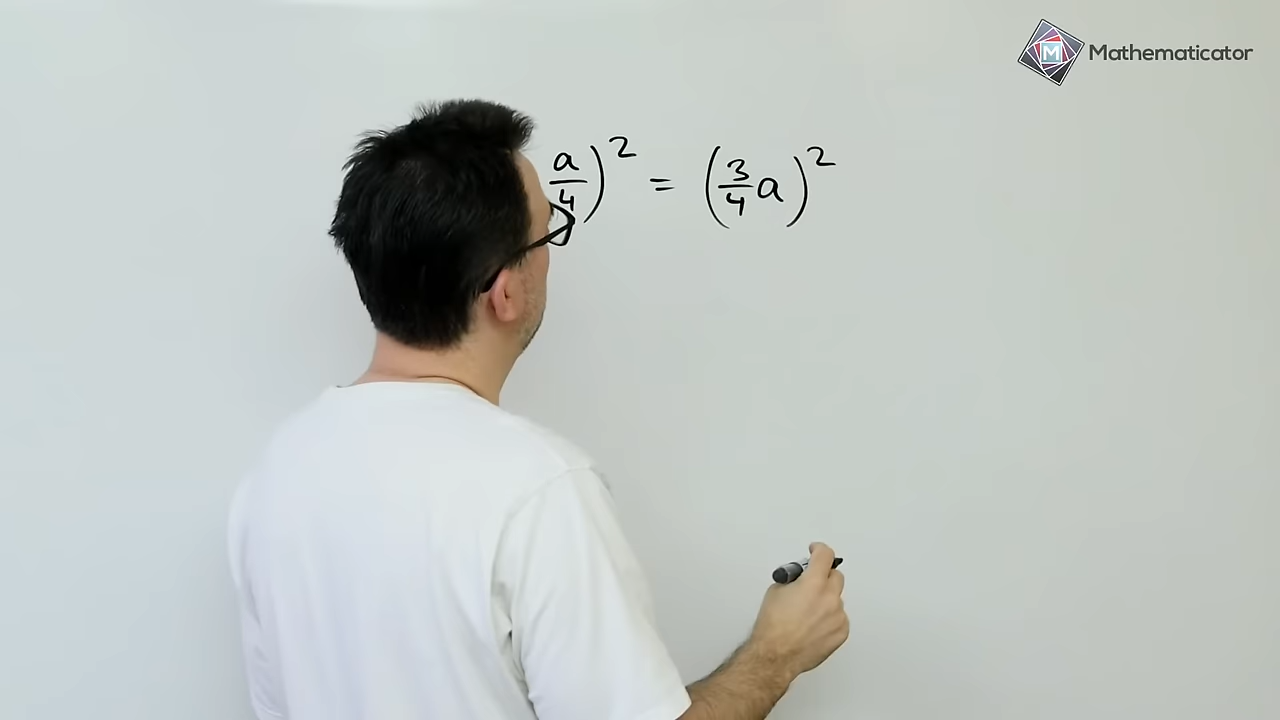 Mathematicator
a/4)² = (3/4 a)²